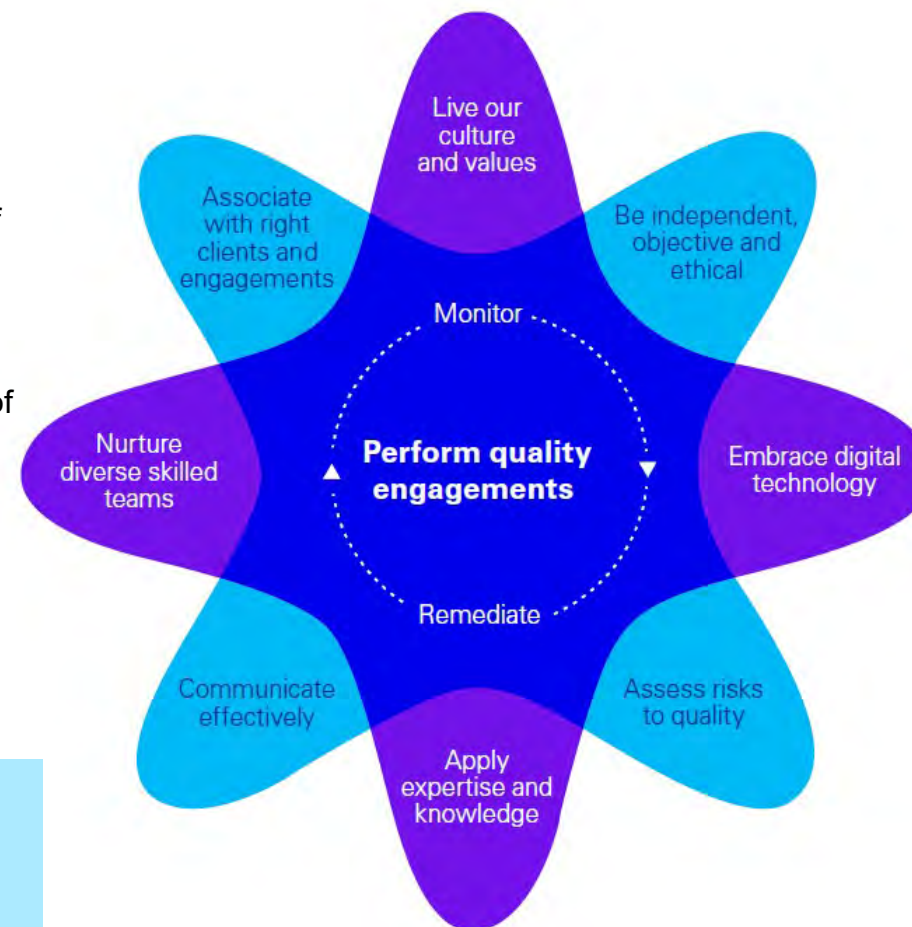 Live our
culture
and values
Associate
with right
clients and
engagements
Be independent,
objective and
ethical
Monitor
of
Nurture
diverse skilled
teams
Perform quality
engagements
Embrace digital
technology
Remediate
Communicate
effectively
Assess risks
to quality
Apply
expertise and
knowledge